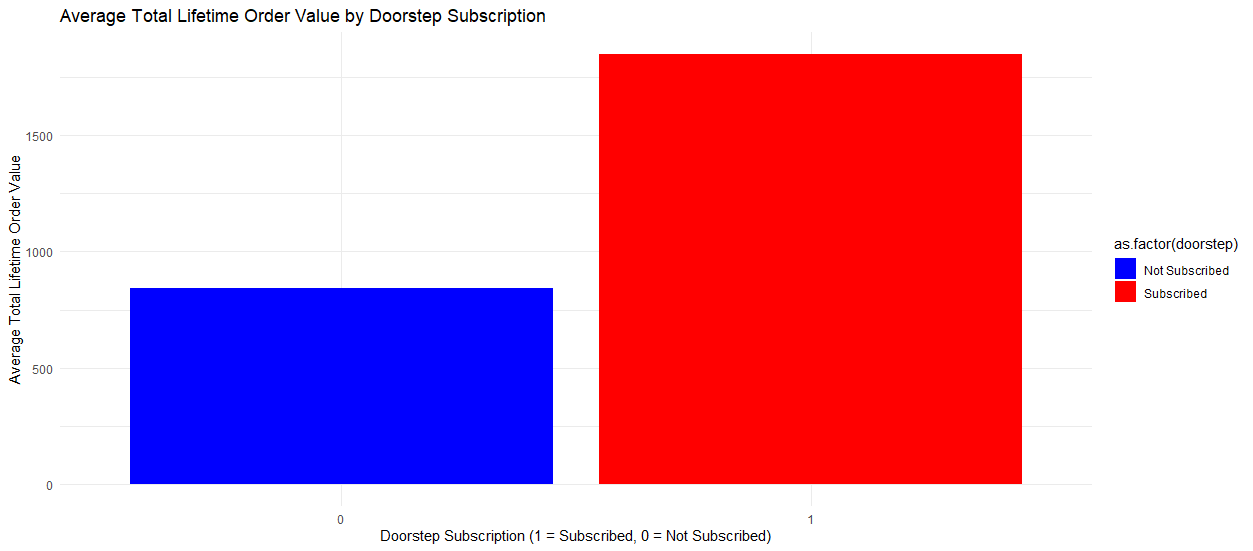 Average Total Lifetime Order Value by Doorstep Subscription
Average Total Lifetime Order Value
1500
1000
500
0
0
1
Doorstep Subscription (1 = Subscribed, 0 = Not Subscribed)
as.factor(doorstep)
Not Subscribed
Subscribed